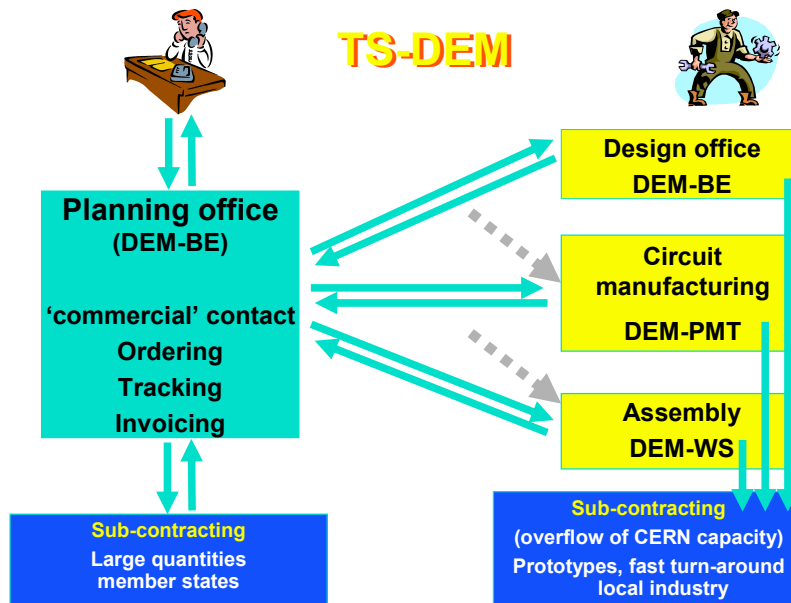 TS-DEM
Planning office
(DEM-BE)
‘commercial’ contact
Ordering
Tracking
Invoicing
Sub-contracting
Large quantities
member states
Design office
DEM-BE
Circuit
manufacturing
DEM-PMT
Assembly
DEM-WS
Sub-contracting
(overflow of CERN capacity)
Prototypes, fast turn-around
local industry